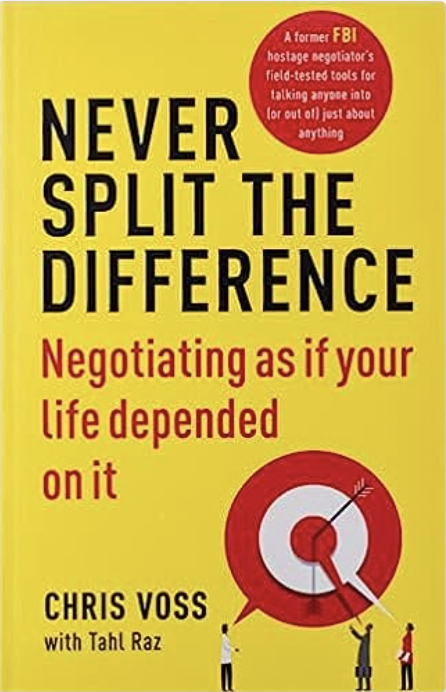 A former FBI
hostage negotiator's
field-tested tools for
talking anyone into
(or out of) just about
anything
NEVER
SPLIT THE
DIFFERENCE
Negotiating as if your
life depended
on it
CHRIS VOSS
with Tahl Raz